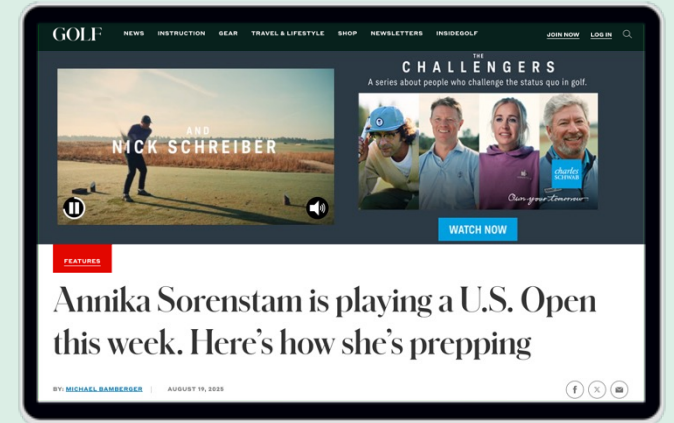 GOLF NEWS INSTRUCTION GEAR TRAVEL & LIFESTYLE SHOP NEWSLETTERS INSIDEGOLF JOIN NOW LOG IN
AND
NICK SCHREIBER
THE
CHALLENGERS
A series about people who challenge the status quo in golf.
charles
SCHWAB
Own your tomorrow
WATCH NOW
FEATURES
Annika Sorenstam is playing a U.S. Open
this week. Here's how she's prepping
BY: MICHAEL BAMBERGER | AUGUST 19, 2025